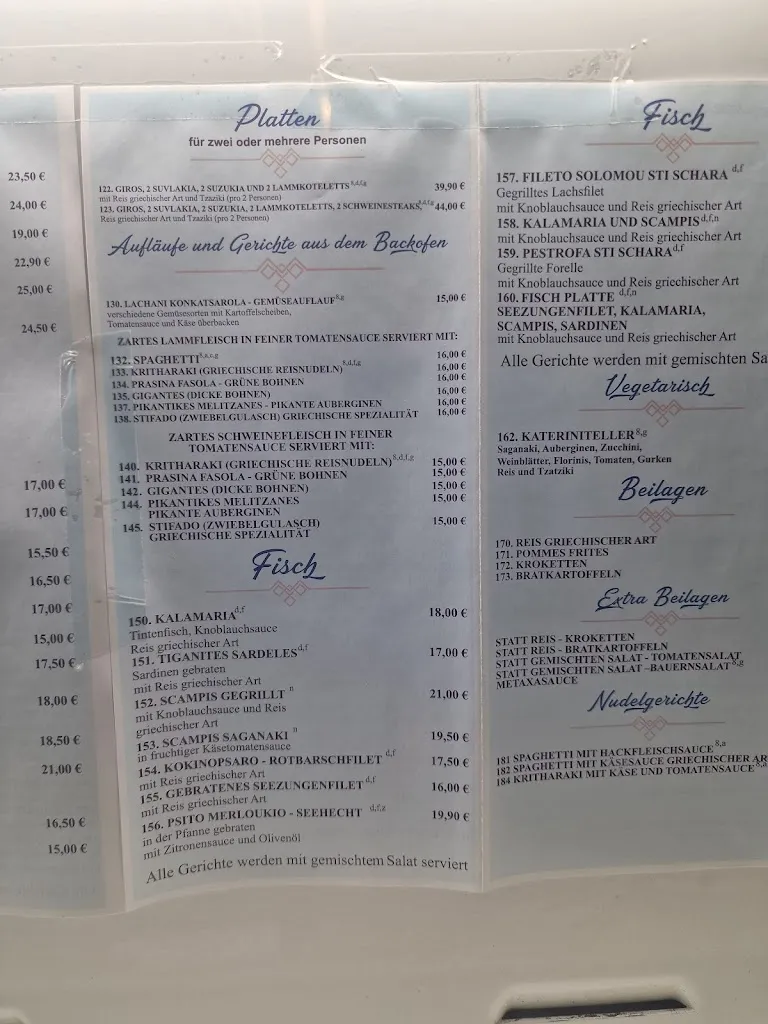 23,50 €
24,00 €
19,00 €
22,90 €
25,00 €
24,50 €
17,00 €
17,00 €
15,50 €
16,50 €
17,00 €
15,00 €
17,50 €
18,00 €
18,50 €
21,00 €
16,50 €
15,00 €
Platten
für zwei oder mehrere Personen
122. GIROS, 2 SUVLAKIA, 2 SUZUKIA UND 2 LAMMKOTELETTS 8,d,f,g 39,90 €
mit Reis griechischer Art und Tzaziki (pro 2 Personen)
123. GIROS, 2 SUVLAKIA, 2 SUZUKIA, 2 LAMMKOTELETTS, 2 SCHWEINESTEAKS, 8,d,f,g 44,00 €
Reis griechischer Art und Tzaziki (pro 2 Personen)
Aufläufe und Gerichte aus dem Backofen
130. LACHANI KONKATSAROLA - GEMÜSEAUFLAUF 8,g 15,00 €
verschiedene Gemüsesorten mit Kartoffelscheiben,
Tomatensauce und Käse überbacken
ZARTES LAMMFLEISCH IN FEINER TOMATENSAUCE SERVIERT MIT:
132. SPAGHETTI 16,00 €
133. KRITHARAKI (GRIECHISCHE REISNUDELN) 8,d,f,g 16,00 €
134. PRASINA FASOLA - GRÜNE BOHNEN 16,00 €
135. GIGANTES (DICKE BOHNEN) 16,00 €
137. PIKANTIKES MELITZANES - PIKANTE AUBERGINEN 16,00 €
138. STIFADO (ZWIEBELGULASCH) GRIECHISCHE SPEZIALITÄT 16,00 €
ZARTES SCHWEINEFLEISCH IN FEINER
TOMATENSAUCE SERVIERT MIT:
140. KRITHARAKI (GRIECHISCHE REISNUDELN) 8,d,f,g 15,00 €
141. PRASINA FASOLA - GRÜNE BOHNEN 15,00 €
142. GIGANTES (DICKE BOHNEN) 15,00 €
144. PIKANTIKES MELITZANES 15,00 €
PIKANTE AUBERGINEN
145. STIFADO (ZWIEBELGULASCH) 15,00 €
GRIECHISCHE SPEZIALITÄT
Fisch
150. KALAMARIA d,f 18,00 €
Tintenfisch, Knoblauchsauce
Reis griechischer Art
151. TIGANITES SARDELES d,f 17,00 €
Sardinen gebraten
mit Reis griechischer Art
152. SCAMPIS GEGRILLT n 21,00 €
mit Knoblauchsauce und Reis
griechischer Art
153. SCAMPIS SAGANAKI n 19,50 €
in fruchtiger Käsetomatensauce
154. KOKINOPSARO - ROTBARSCHFILET d,f 17,50 €
mit Reis griechischer Art
155. GEBRATENES SEEZUNGENFILET d,f 16,00 €
mit Reis griechischer Art
156. PSITO MERLOUKIO - SEEHECHT d,f,g 19,90 €
in der Pfanne gebraten
mit Zitronensauce und Olivenöl
Alle Gerichte werden mit gemischtem Salat serviert
Fisch
157. FILETO SOLOMOU STI SCHARA d,f
Gegrilltes Lachsfilet
mit Knoblauchsauce und Reis griechischer Art
158. KALAMARIA UND SCAMPIS d,f,n
mit Knoblauchsauce und Reis griechischer Art
159. PESTROFA STI SCHARA d,f
Gegrillte Forelle
mit Knoblauchsauce und Reis griechischer Art
160. FISCH PLATTE d,f,n
SEEZUNGENFILET, KALAMARIA,
SCAMPIS, SARDINEN
mit Knoblauchsauce und Reis griechischer Art
Alle Gerichte werden mit gemischten Sa
Vegetarisch
162. KATERINITELLER 8,g
Saganaki, Auberginen, Zucchini,
Weinblätter, Florinis, Tomaten, Gurken
Reis und Tzatziki
Beilagen
170. REIS GRIECHISCHER ART
171. POMMES FRITES
172. KROKETTEN
173. BRATKARTOFFELN
Extra Beilagen
STATT REIS - KROKETTEN
STATT REIS - BRATKARTOFFELN
STATT GEMISCHTEN SALAT - TOMATENSALAT
STATT GEMISCHTEN SALAT –BAUERNSALAT 8,g
METAXASAUCE
Nudelgerichte
181 SPAGHETTI MIT HACKFLEISCHSAUCE 8,a
182 SPAGHETTI MIT KÄSESAUCE GRIECHISCHER AR
184 KRITHARAKI MIT KÄSE UND TOMATENSAUCE 8,a